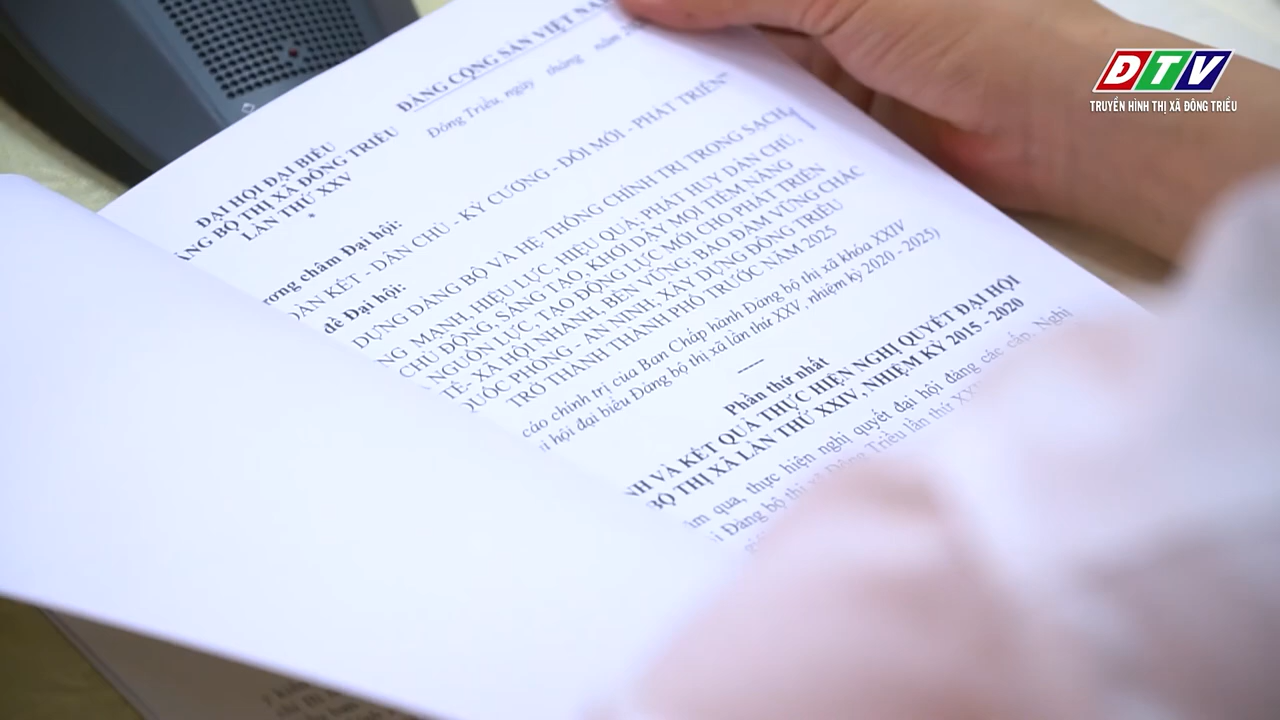 DTV
TRUYỀN HÌNH THỊ XÃ ĐÔNG TRIỀU
ĐẢNG CỘNG SẢN VIỆT NAM
Đông Triều, ngày tháng năm
ĐẠI HỘI ĐẠI BIỂU
ĐẢNG BỘ THỊ XÃ ĐÔNG TRIỀU
LẦN THỨ XXV
châm Đại hội:
KẾT - DÂN CHỦ - KỶ CƯƠNG - ĐỔI MỚI - PHÁT TRIỂN”
đề Đại hội:
DỰNG ĐẢNG BỘ VÀ HỆ THỐNG CHÍNH TRỊ TRONG SẠCH,
MẠNH, HIỆU LỰC, HIỆU QUẢ; PHÁT HUY DÂN CHỦ,
CHỦ ĐỘNG, SÁNG TẠO, KHƠI DẬY MỌI TIỀM NĂNG
NGUỒN LỰC, TẠO ĐỘNG LỰC MỚI CHO PHÁT TRIỂN
TẾ- XÃ HỘI NHANH, BỀN VỮNG; BẢO ĐẢM VỮNG CHẮC
QUỐC PHÒNG - AN NINH; XÂY DỰNG ĐÔNG TRIỀU
TRỞ THÀNH THÀNH PHỐ TRƯỚC NĂM 2025
cáo chính trị của Ban Chấp hành Đảng bộ thị xã khóa XXIV
hội đại biểu Đảng bộ thị xã lần thứ XXV, nhiệm kỳ 2020 - 2025)
Phần thứ nhất
VÀ KẾT QUẢ THỰC HIỆN NGHỊ QUYẾT ĐẠI HỘI
BỘ THỊ XÃ LẦN THỨ XXIV, NHIỆM KỲ 2015 - 2020
qua, thực hiện nghị quyết đại hội đảng các cấp, Nghị
Đảng bộ thị xã Đông Triều lần thứ